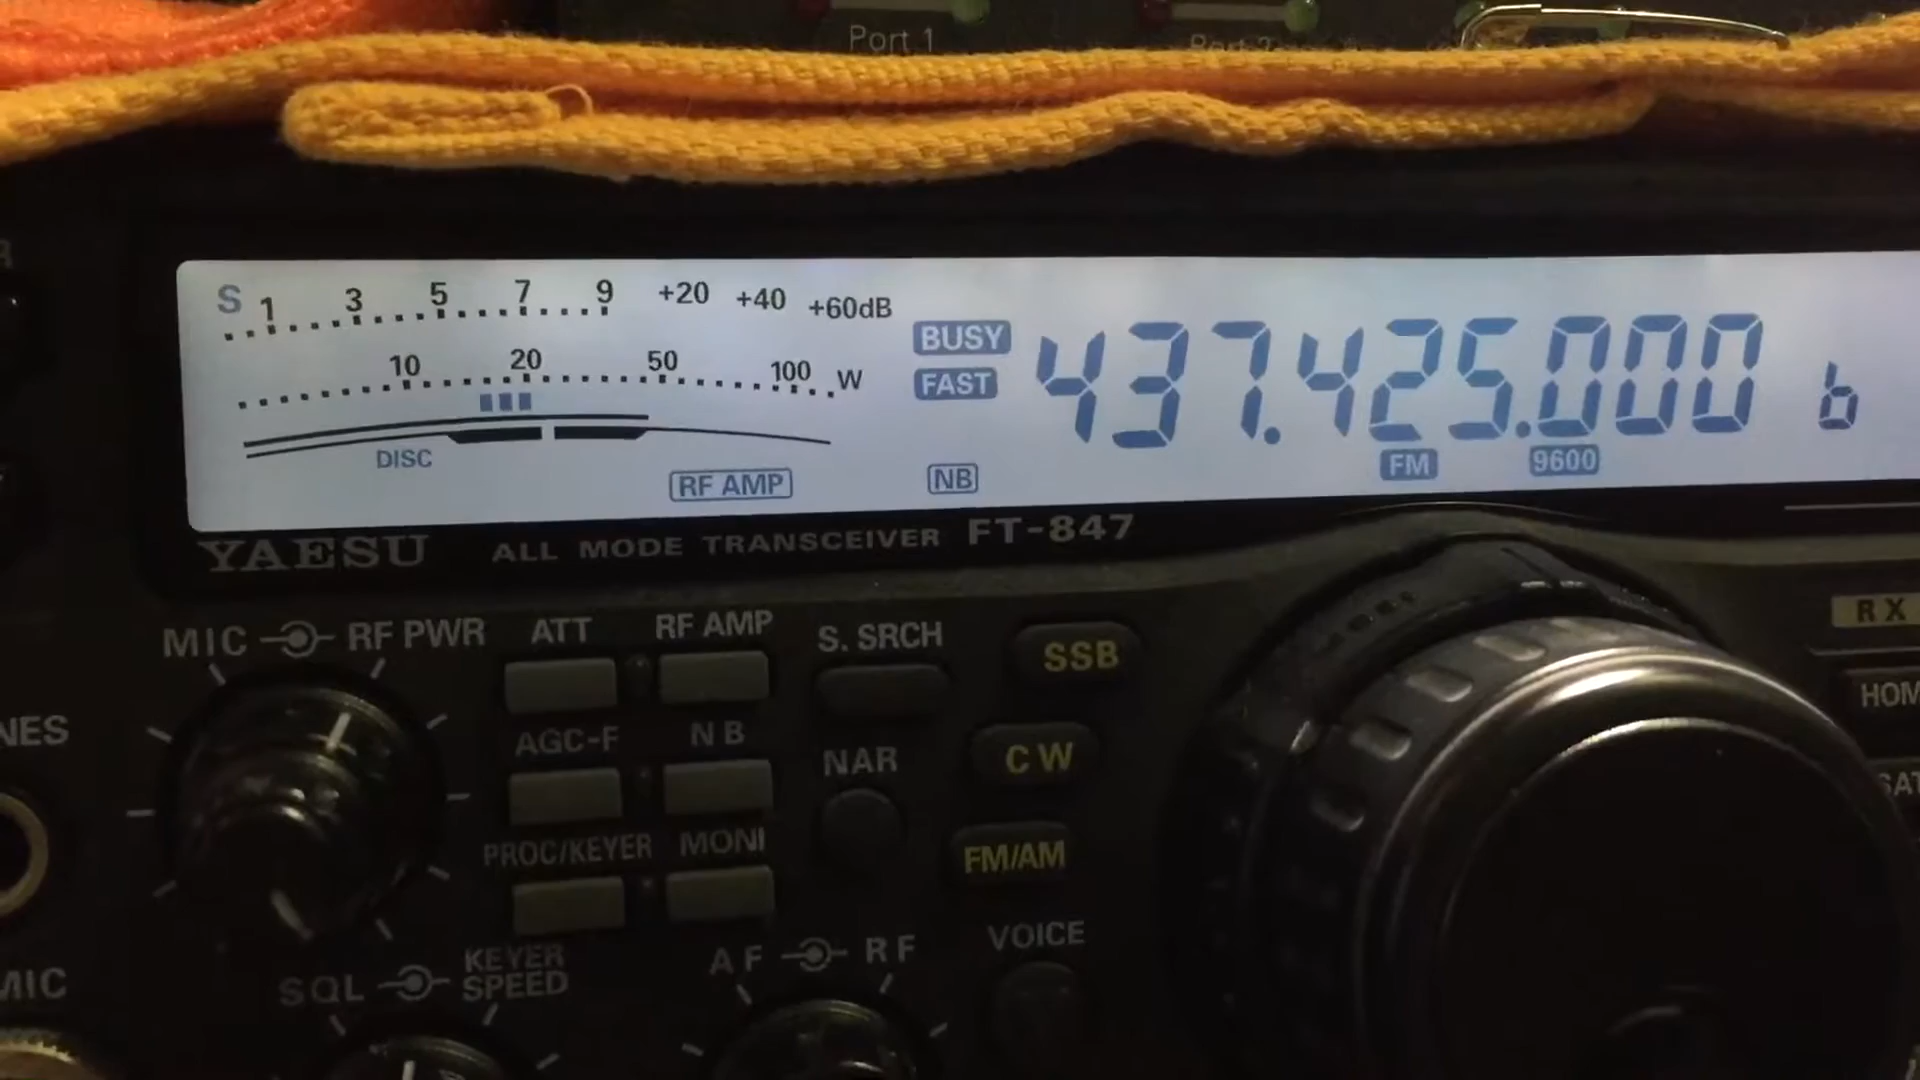 Port 1
Port 2
S 1 3 5 7 9 +20 +40 +60dB
10 20 50 100 W
BUSY
FAST
437.425.000 b
DISC
RF AMP
NB
FM
9600
YAESU ALL MODE TRANSCEIVER FT-847
MIC RF PWR
ATT
RF AMP
S. SRCH
SSB
RX
HOM
NES
AGC-F
NB
NAR
CW
SAT
PROC/KEYER
MONI
FM/AM
MIC
SQL
KEYER
SPEED
AF RF
VOICE